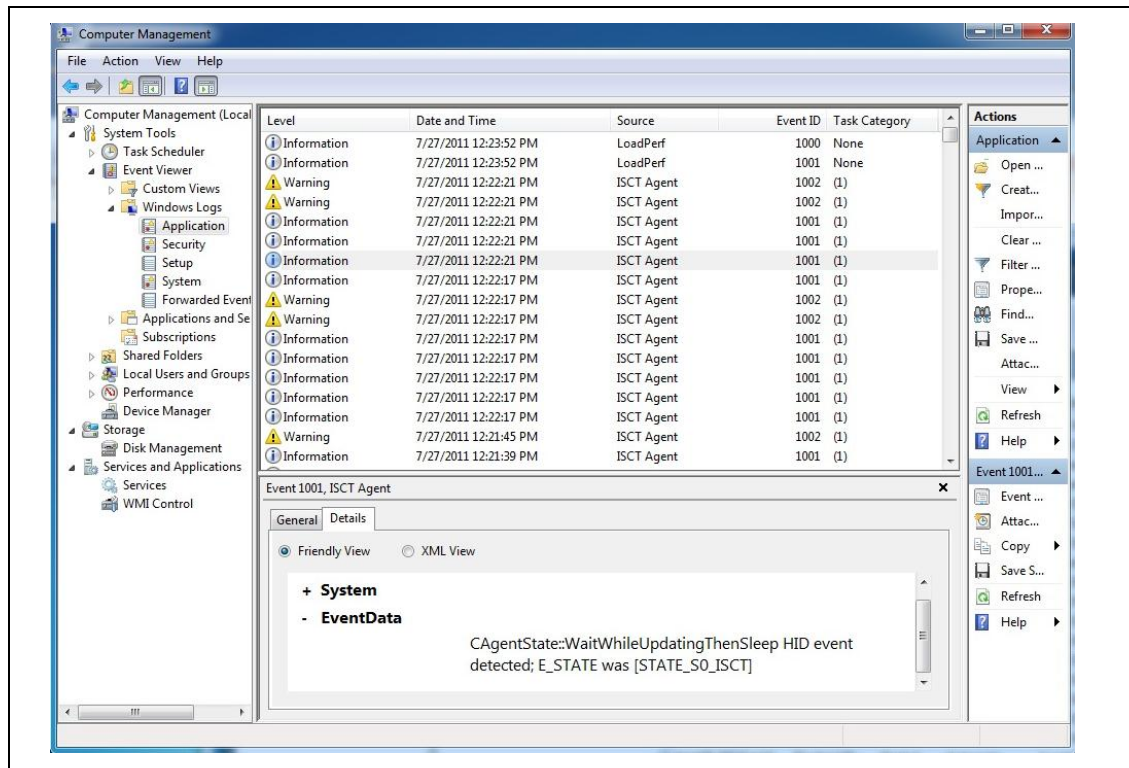 Computer Management
File Action View Help
Computer Management (Local
System Tools
Task Scheduler
Event Viewer
Custom Views
Windows Logs
Application
Security
Setup
System
Forwarded Event
Applications and Se
Subscriptions
Shared Folders
Local Users and Groups
Performance
Device Manager
Storage
Disk Management
Services and Applications
Services
WMI Control
Level Date and Time Source Event ID Task Category
Information 7/27/2011 12:23:52 PM LoadPerf 1000 None
Information 7/27/2011 12:23:52 PM LoadPerf 1001 None
Warning 7/27/2011 12:22:21 PM ISCT Agent 1002 (1)
Warning 7/27/2011 12:22:21 PM ISCT Agent 1002 (1)
Information 7/27/2011 12:22:21 PM ISCT Agent 1001 (1)
Information 7/27/2011 12:22:21 PM ISCT Agent 1001 (1)
Information 7/27/2011 12:22:21 PM ISCT Agent 1001 (1)
Information 7/27/2011 12:22:17 PM ISCT Agent 1001 (1)
Warning 7/27/2011 12:22:17 PM ISCT Agent 1002 (1)
Warning 7/27/2011 12:22:17 PM ISCT Agent 1002 (1)
Information 7/27/2011 12:22:17 PM ISCT Agent 1001 (1)
Information 7/27/2011 12:22:17 PM ISCT Agent 1001 (1)
Information 7/27/2011 12:22:17 PM ISCT Agent 1001 (1)
Information 7/27/2011 12:22:17 PM ISCT Agent 1001 (1)
Information 7/27/2011 12:22:17 PM ISCT Agent 1001 (1)
Warning 7/27/2011 12:21:45 PM ISCT Agent 1002 (1)
Information 7/27/2011 12:21:39 PM ISCT Agent 1001 (1)
Event 1001, ISCT Agent
General Details
Friendly View XML View
+ System
- EventData
CAgentState::WaitWhileUpdatingThenSleep HID event
detected; E_STATE was [STATE_S0_ISCT]
Actions
Application
Open ...
Creat...
Impor...
Clear ...
Filter ...
Prope...
Find...
Save ...
Attac...
View
Refresh
Help
Event 1001...
Event ...
Attac...
Copy
Save S...
Refresh
Help